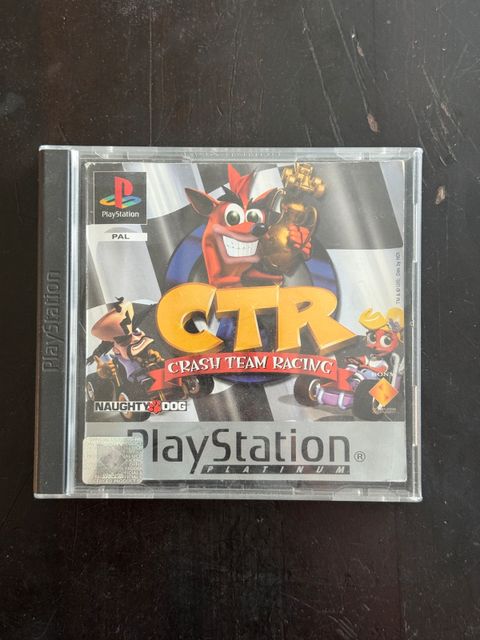 PlayStation
PlayStation
PAL
CTR
CRASH TEAM RACING
NAUGHTY DOG
SONY
PlayStation®
PLATINUM